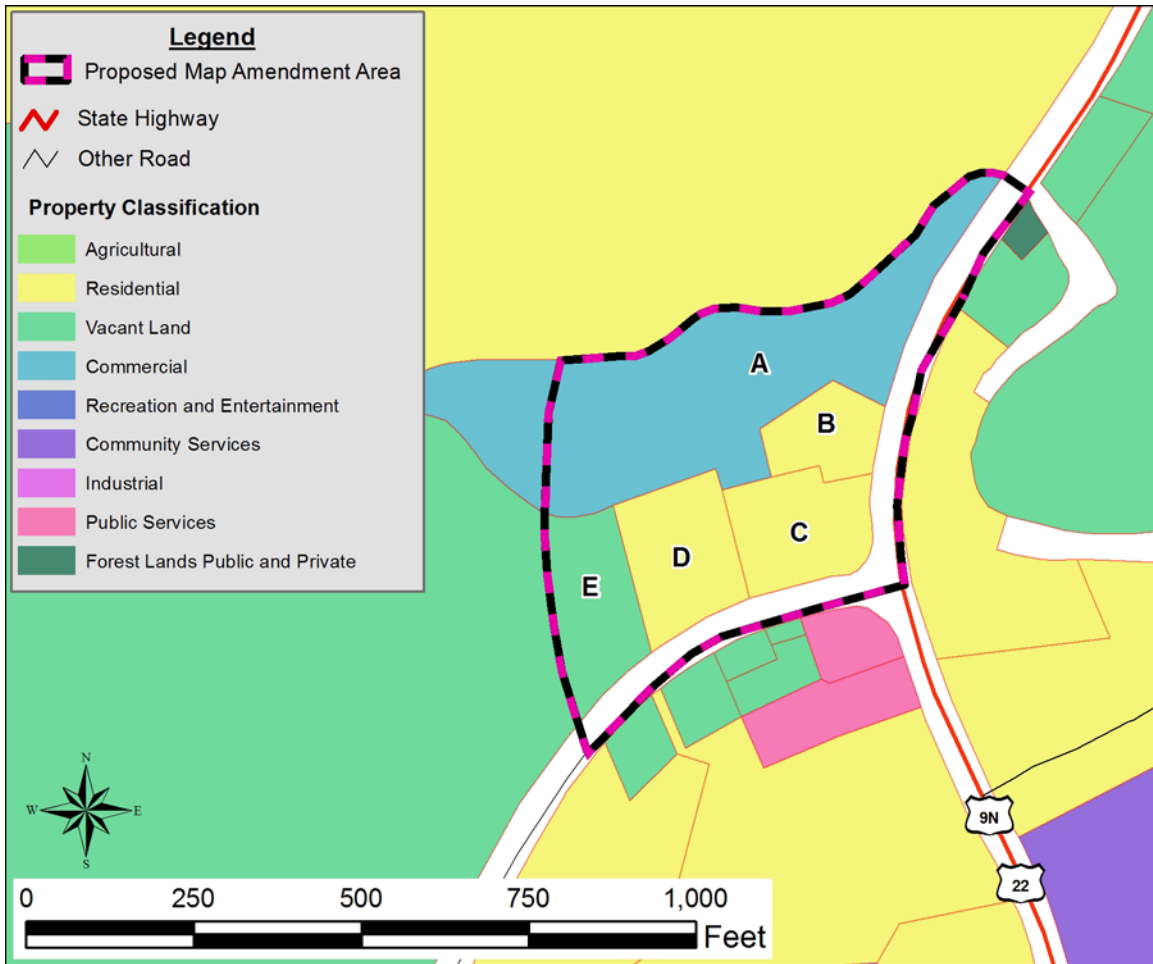 Legend
Proposed Map Amendment Area
State Highway
Other Road
Property Classification
Agricultural
Residential
Vacant Land
Commercial
Recreation and Entertainment
Community Services
Industrial
Public Services
Forest Lands Public and Private
A
B
C
D
E
N
W E
S
9N
22
0 250 500 750 1,000
Feet